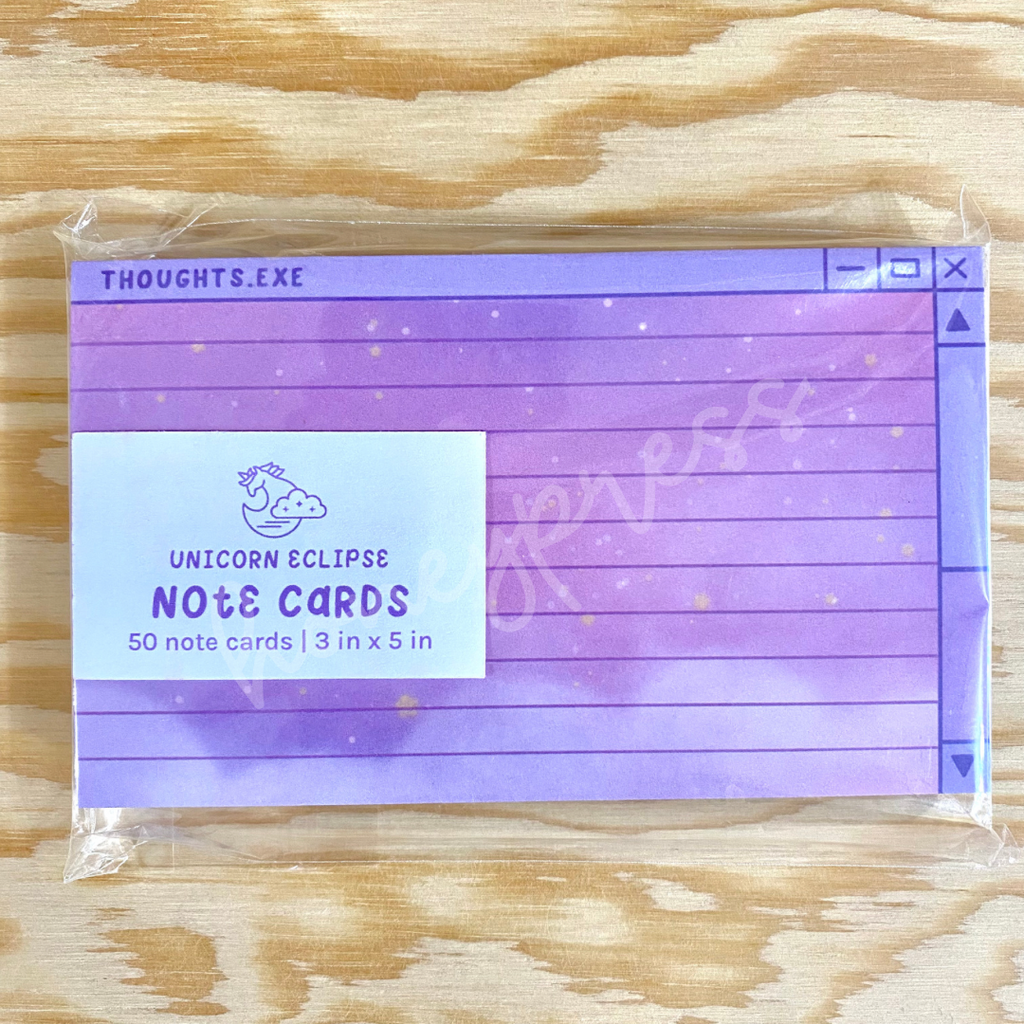 THOUGHTS.EXE
UNICORN ECLIPSE
NOTE CARDS
50 note cards | 3 in x 5 in